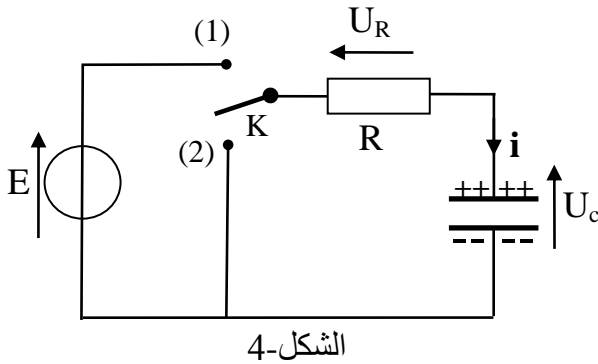 U_R
(1)
K
R
(2)
i
E
++ ++
U_c
-- --
الشكل-4